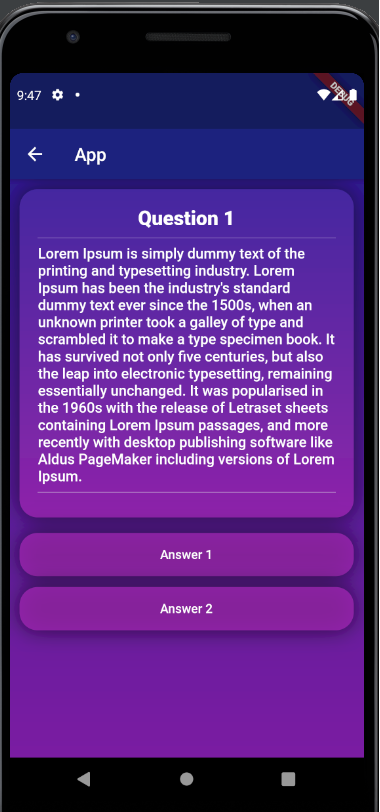 9:47
DEBUG
App
Question 1
Lorem Ipsum is simply dummy text of the
printing and typesetting industry. Lorem
Ipsum has been the industry's standard
dummy text ever since the 1500s, when an
unknown printer took a galley of type and
scrambled it to make a type specimen book. It
has survived not only five centuries, but also
the leap into electronic typesetting, remaining
essentially unchanged. It was popularised in
the 1960s with the release of Letraset sheets
containing Lorem Ipsum passages, and more
recently with desktop publishing software like
Aldus PageMaker including versions of Lorem
Ipsum.
Answer 1
Answer 2